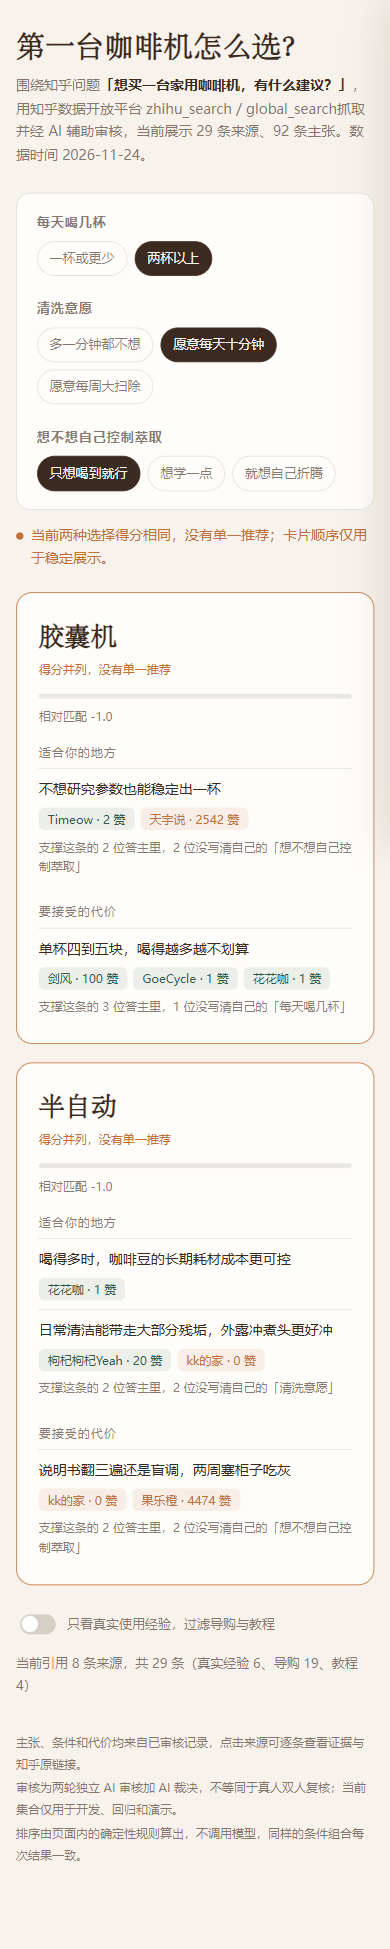 第一台咖啡机怎么选?
围绕知乎问题「想买一台家用咖啡机，有什么建议？」，
用知乎数据开放平台 zhihu_search / global_search抓取
并经 AI 辅助审核，当前展示 29 条来源、92 条主张。数
据时间 2026-11-24。
每天喝几杯
一杯或更少
两杯以上
清洗意愿
多一分钟都不想
愿意每天十分钟
愿意每周大扫除
想不想自己控制萃取
只想喝到就行
想学一点
就想自己折腾
当前两种选择得分相同，没有单一推荐；卡片顺序仅用
于稳定展示。
胶囊机
得分并列，没有单一推荐
相对匹配 -1.0
适合你的地方
不想研究参数也能稳定出一杯
Timeow · 2 赞
天宇说 · 2542 赞
支撑这条的 2 位答主里，2 位没写清自己的「想不想自己控
制萃取」
要接受的代价
单杯四到五块，喝得越多越不划算
剑风 · 100 赞
GoeCycle · 1 赞
花花咖 · 1 赞
支撑这条的 3 位答主里，1 位没写清自己的「每天喝几杯」
半自动
得分并列，没有单一推荐
相对匹配 -1.0
适合你的地方
喝得多时，咖啡豆的长期耗材成本更可控
花花咖 · 1 赞
日常清洁能带走大部分残垢，外露冲煮头更好冲
枸杞枸杞Yeah · 20 赞
kk的家 · 0 赞
支撑这条的 2 位答主里，2 位没写清自己的「清洗意愿」
要接受的代价
说明书翻三遍还是盲调，两周塞柜子吃灰
kk的家 · 0 赞
果乐橙 · 4474 赞
支撑这条的 2 位答主里，2 位没写清自己的「想不想自己控
制萃取」
只看真实使用经验，过滤导购与教程
当前引用 8 条来源，共 29 条（真实经验 6、导购 19、教程
4）
主张、条件和代价均来自已审核记录，点击来源可逐条查看证据与
知乎原链接。
审核为两轮独立 AI 审核加 AI 裁决，不等同于真人双人复核；当前
集合仅用于开发、回归和演示。
排序由页面内的确定性规则算出，不调用模型，同样的条件组合每
次结果一致。